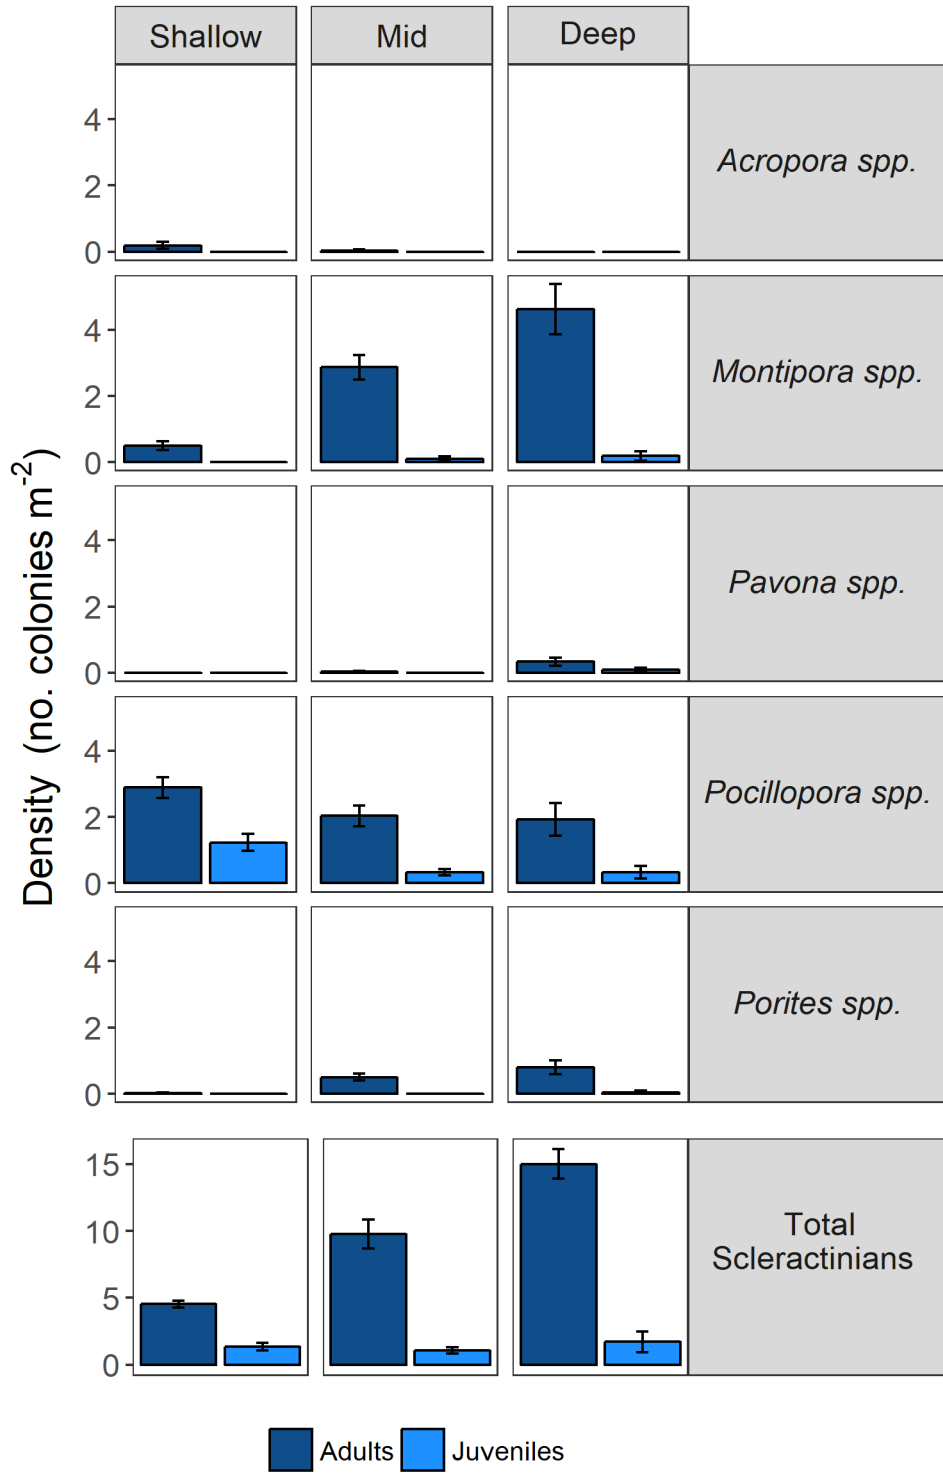 Shallow Mid Deep
4
2
0
Acropora spp.
4
2
0
Montipora spp.
4
2
0
Pavona spp.
4
2
0
Pocillopora spp.
4
2
0
Porites spp.
15
10
5
0
Total
Scleractinians
Density (no. colonies m⁻²)
Adults Juveniles